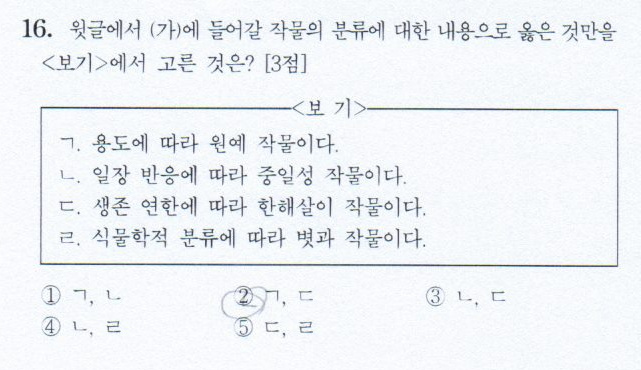 16. 윗글에서 (가)에 들어갈 작물의 분류에 대한 내용으로 옳은 것만을
<보기>에서 고른 것은? [3점]
<보 기>
ㄱ. 용도에 따라 원예 작물이다.
ㄴ. 일장 반응에 따라 중일성 작물이다.
ㄷ. 생존 연한에 따라 한해살이 작물이다.
ㄹ. 식물학적 분류에 따라 볏과 작물이다.
① ㄱ, ㄴ ② ㄱ, ㄷ ③ ㄴ, ㄷ
④ ㄴ, ㄹ ⑤ ㄷ, ㄹ